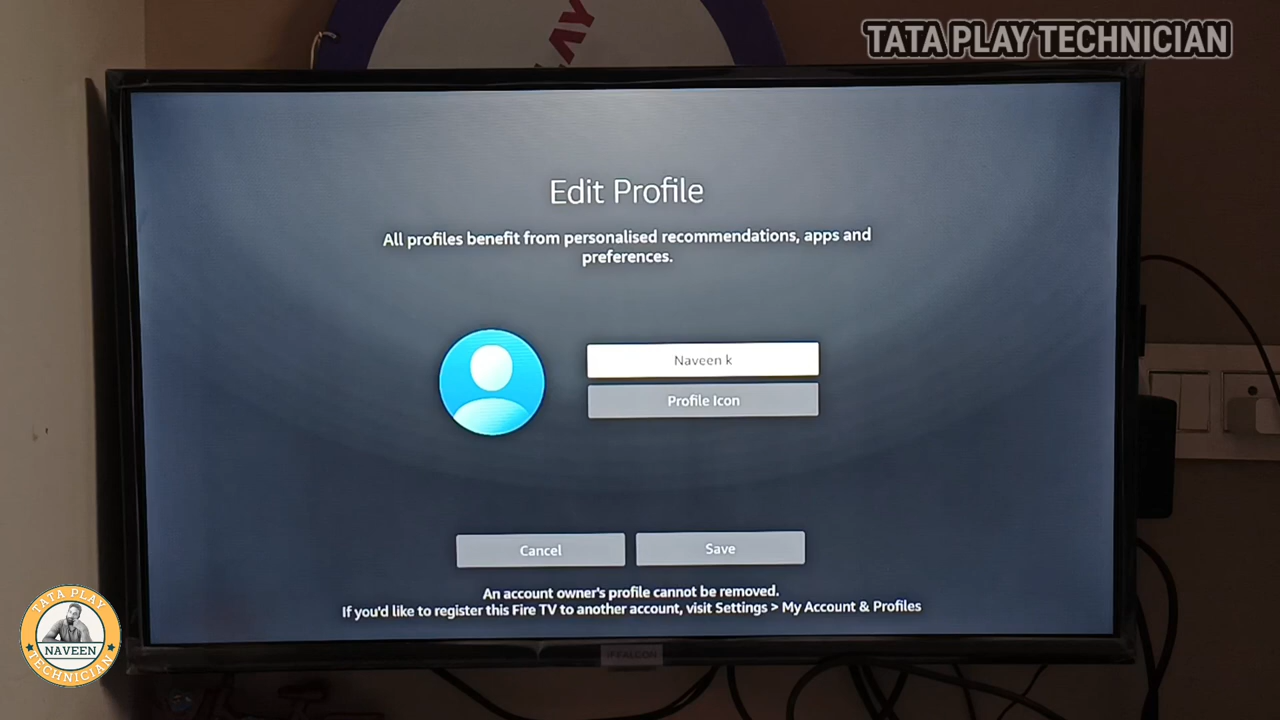 TATA PLAY TECHNICIAN
AY
Edit Profile
All profiles benefit from personalised recommendations, apps and
preferences.
Naveen k
Profile Icon
Cancel
Save
An account owner's profile cannot be removed.
If you'd like to register this Fire TV to another account, visit Settings > My Account & Profiles
TATA PLAY
NAVEEN
TECHNICIAN
iFFALCON